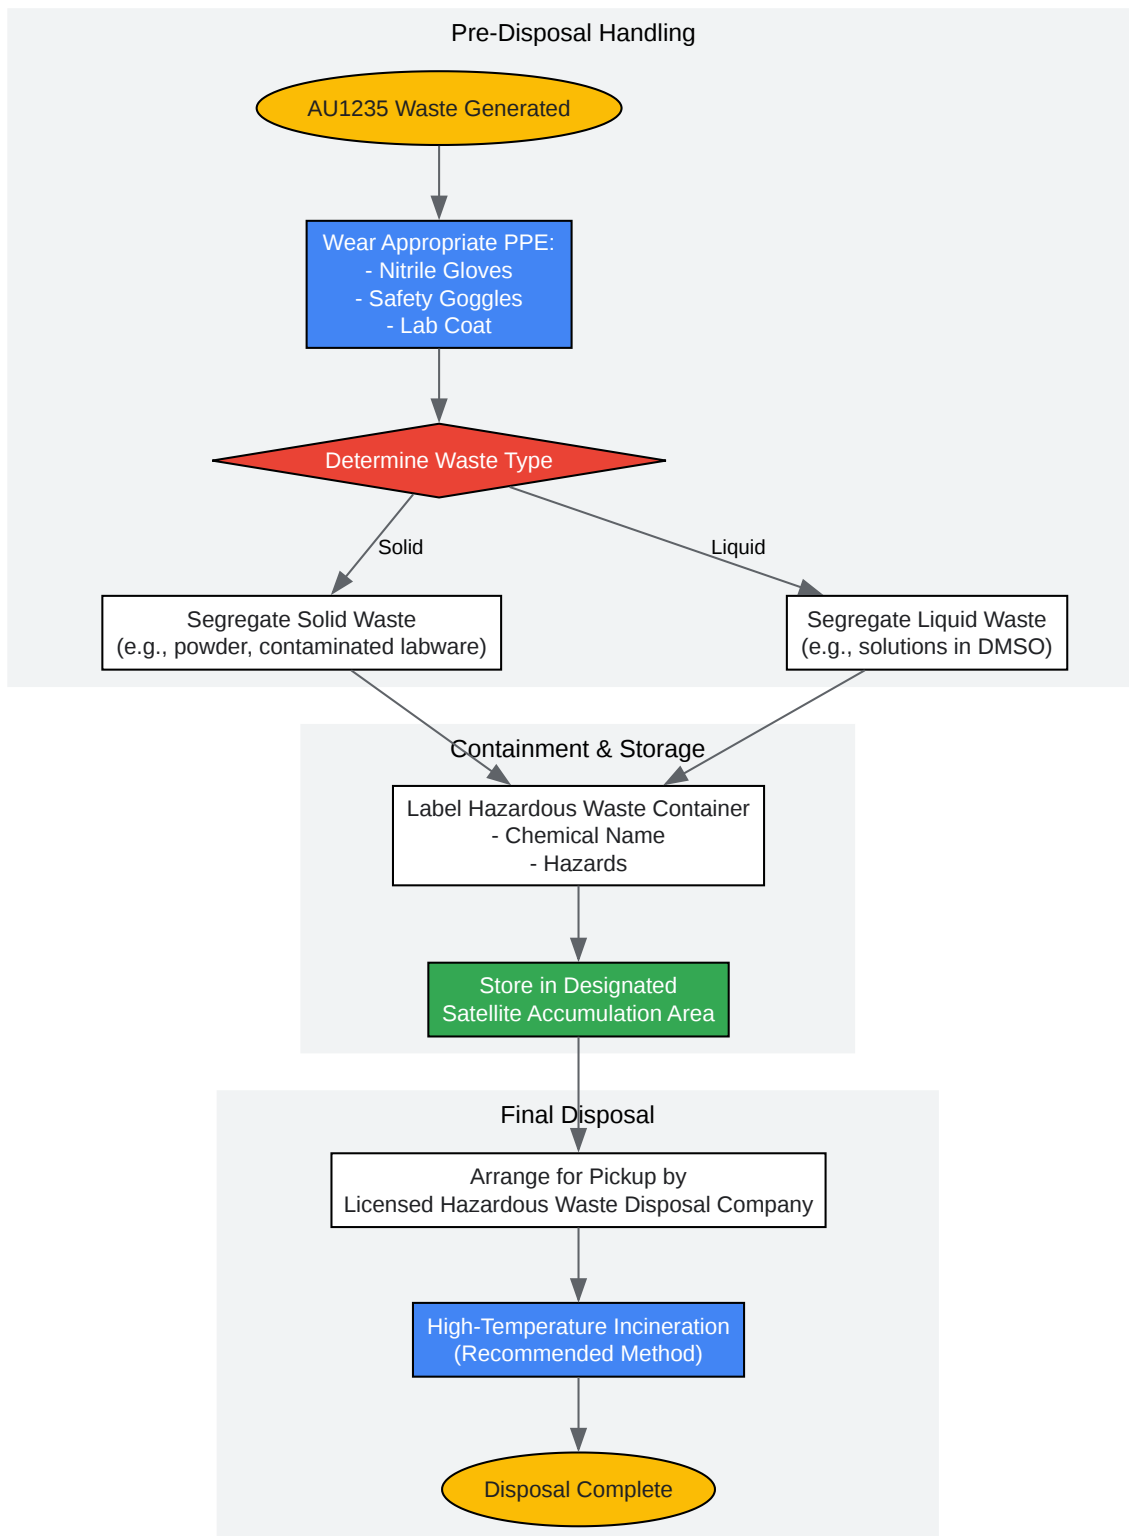 Pre-Disposal Handling
AU1235 Waste Generated
Wear Appropriate PPE:
- Nitrile Gloves
- Safety Goggles
- Lab Coat
Determine Waste Type
Solid
Liquid
Segregate Solid Waste
(e.g., powder, contaminated labware)
Segregate Liquid Waste
(e.g., solutions in DMSO)
Containment & Storage
Label Hazardous Waste Container
- Chemical Name
- Hazards
Store in Designated
Satellite Accumulation Area
Final Disposal
Arrange for Pickup by
Licensed Hazardous Waste Disposal Company
High-Temperature Incineration
(Recommended Method)
Disposal Complete